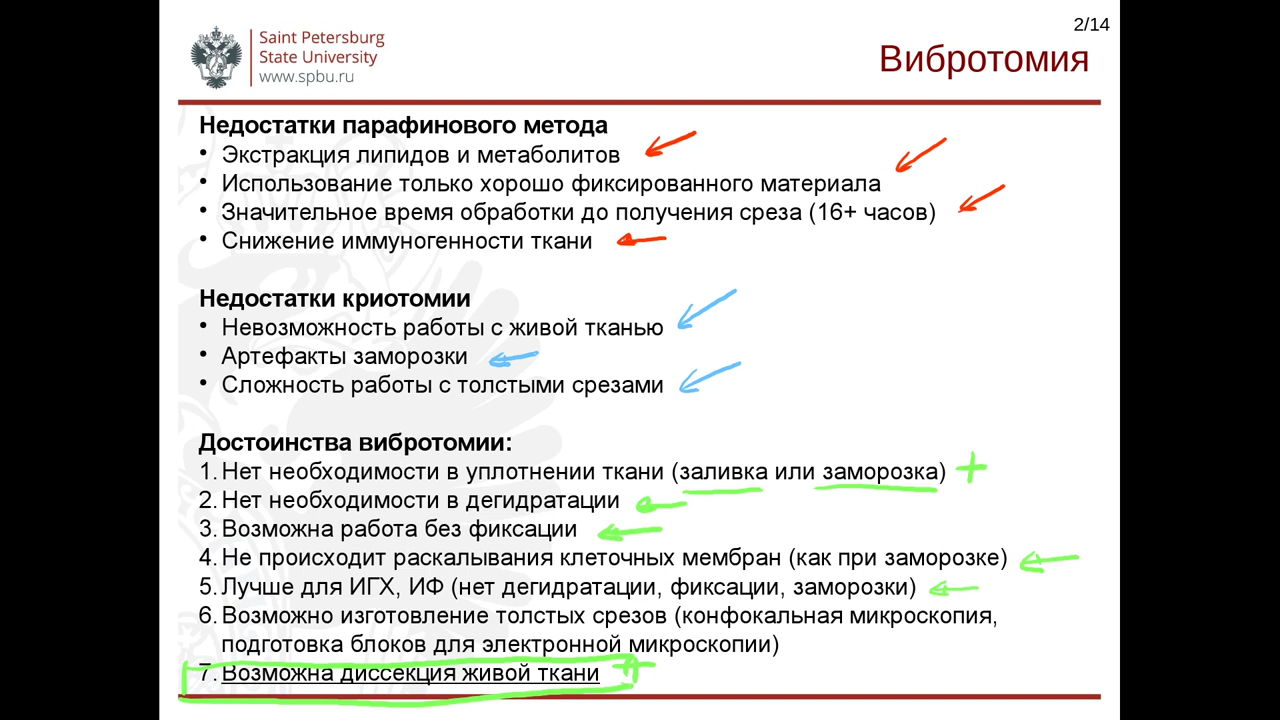 2/14
Saint Petersburg
State University
www.spbu.ru
Вибротомия
Недостатки парафинового метода
• Экстракция липидов и метаболитов
• Использование только хорошо фиксированного материала
• Значительное время обработки до получения среза (16+ часов)
• Снижение иммуногенности ткани
Недостатки криотомии
• Невозможность работы с живой тканью
• Артефакты заморозки
• Сложность работы с толстыми срезами
Достоинства вибротомии:
1. Нет необходимости в уплотнении ткани (заливка или заморозка)
2. Нет необходимости в дегидратации
3. Возможна работа без фиксации
4. Не происходит раскалывания клеточных мембран (как при заморозке)
5. Лучше для ИГХ, ИФ (нет дегидратации, фиксации, заморозки)
6. Возможно изготовление толстых срезов (конфокальная микроскопия,
подготовка блоков для электронной микроскопии)
7. Возможна диссекция живой ткани